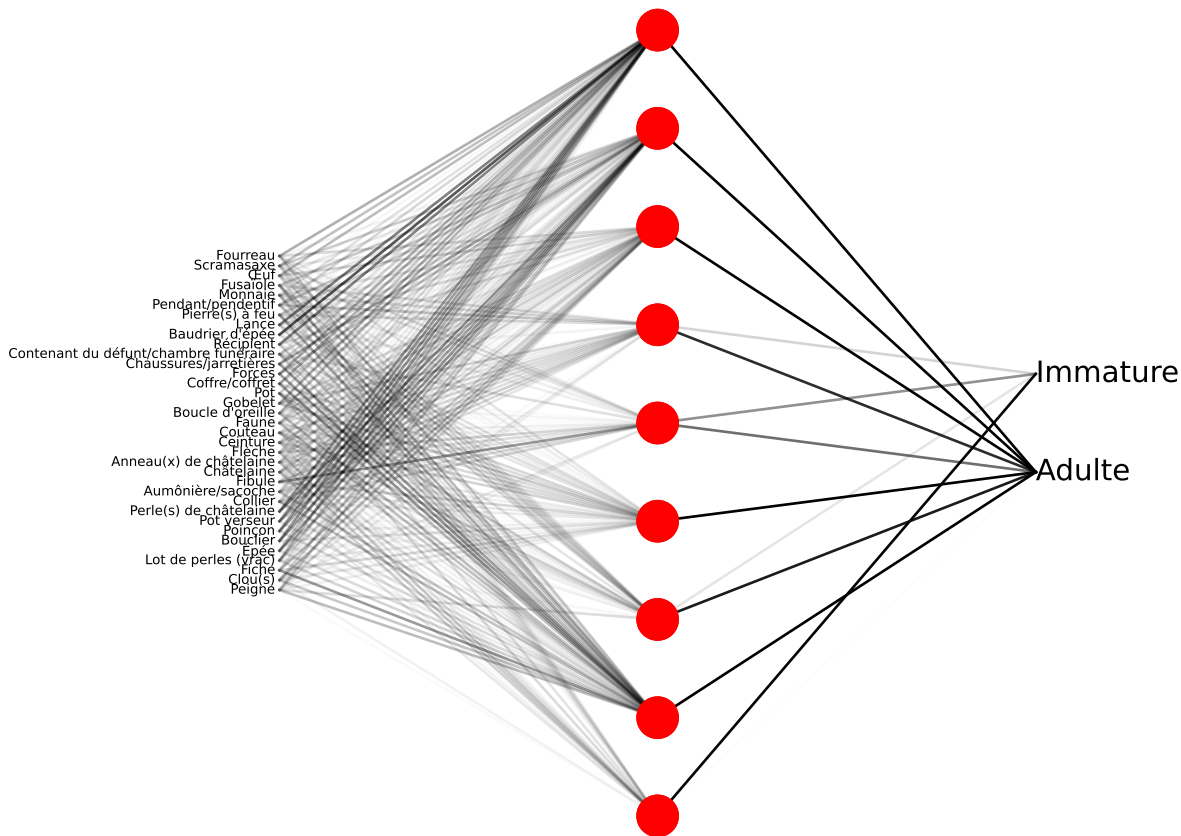 Fourreau
Scramasaxe
Œuf
Fusaïole
Monnaie
Pendant/pendentif
Pierre(s) à feu
Lance
Baudrier d'épée
Récipient
Contenant du défunt/chambre funéraire
Chaussures/jarretières
Forces
Coffre/coffret
Pot
Gobelet
Boucle d'oreille
Faune
Couteau
Ceinture
Flèche
Anneau(x) de châtelaine
Châtelaine
Fibule
Aumônière/sacoche
Collier
Perle(s) de châtelaine
Pot verseur
Poinçon
Bouclier
Epée
Lot de perles (vrac)
Fiche
Clou(s)
Peigne
Immature
Adulte